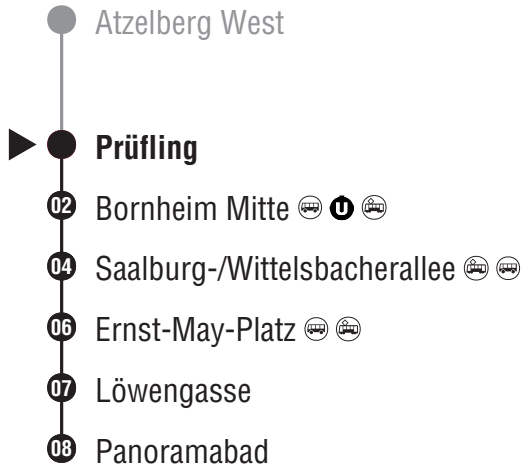 Atzelberg West
Prüfling
02 Bornheim Mitte U
04 Saalburg-/Wittelsbacherallee
06 Ernst-May-Platz
07 Löwengasse
08 Panoramabad